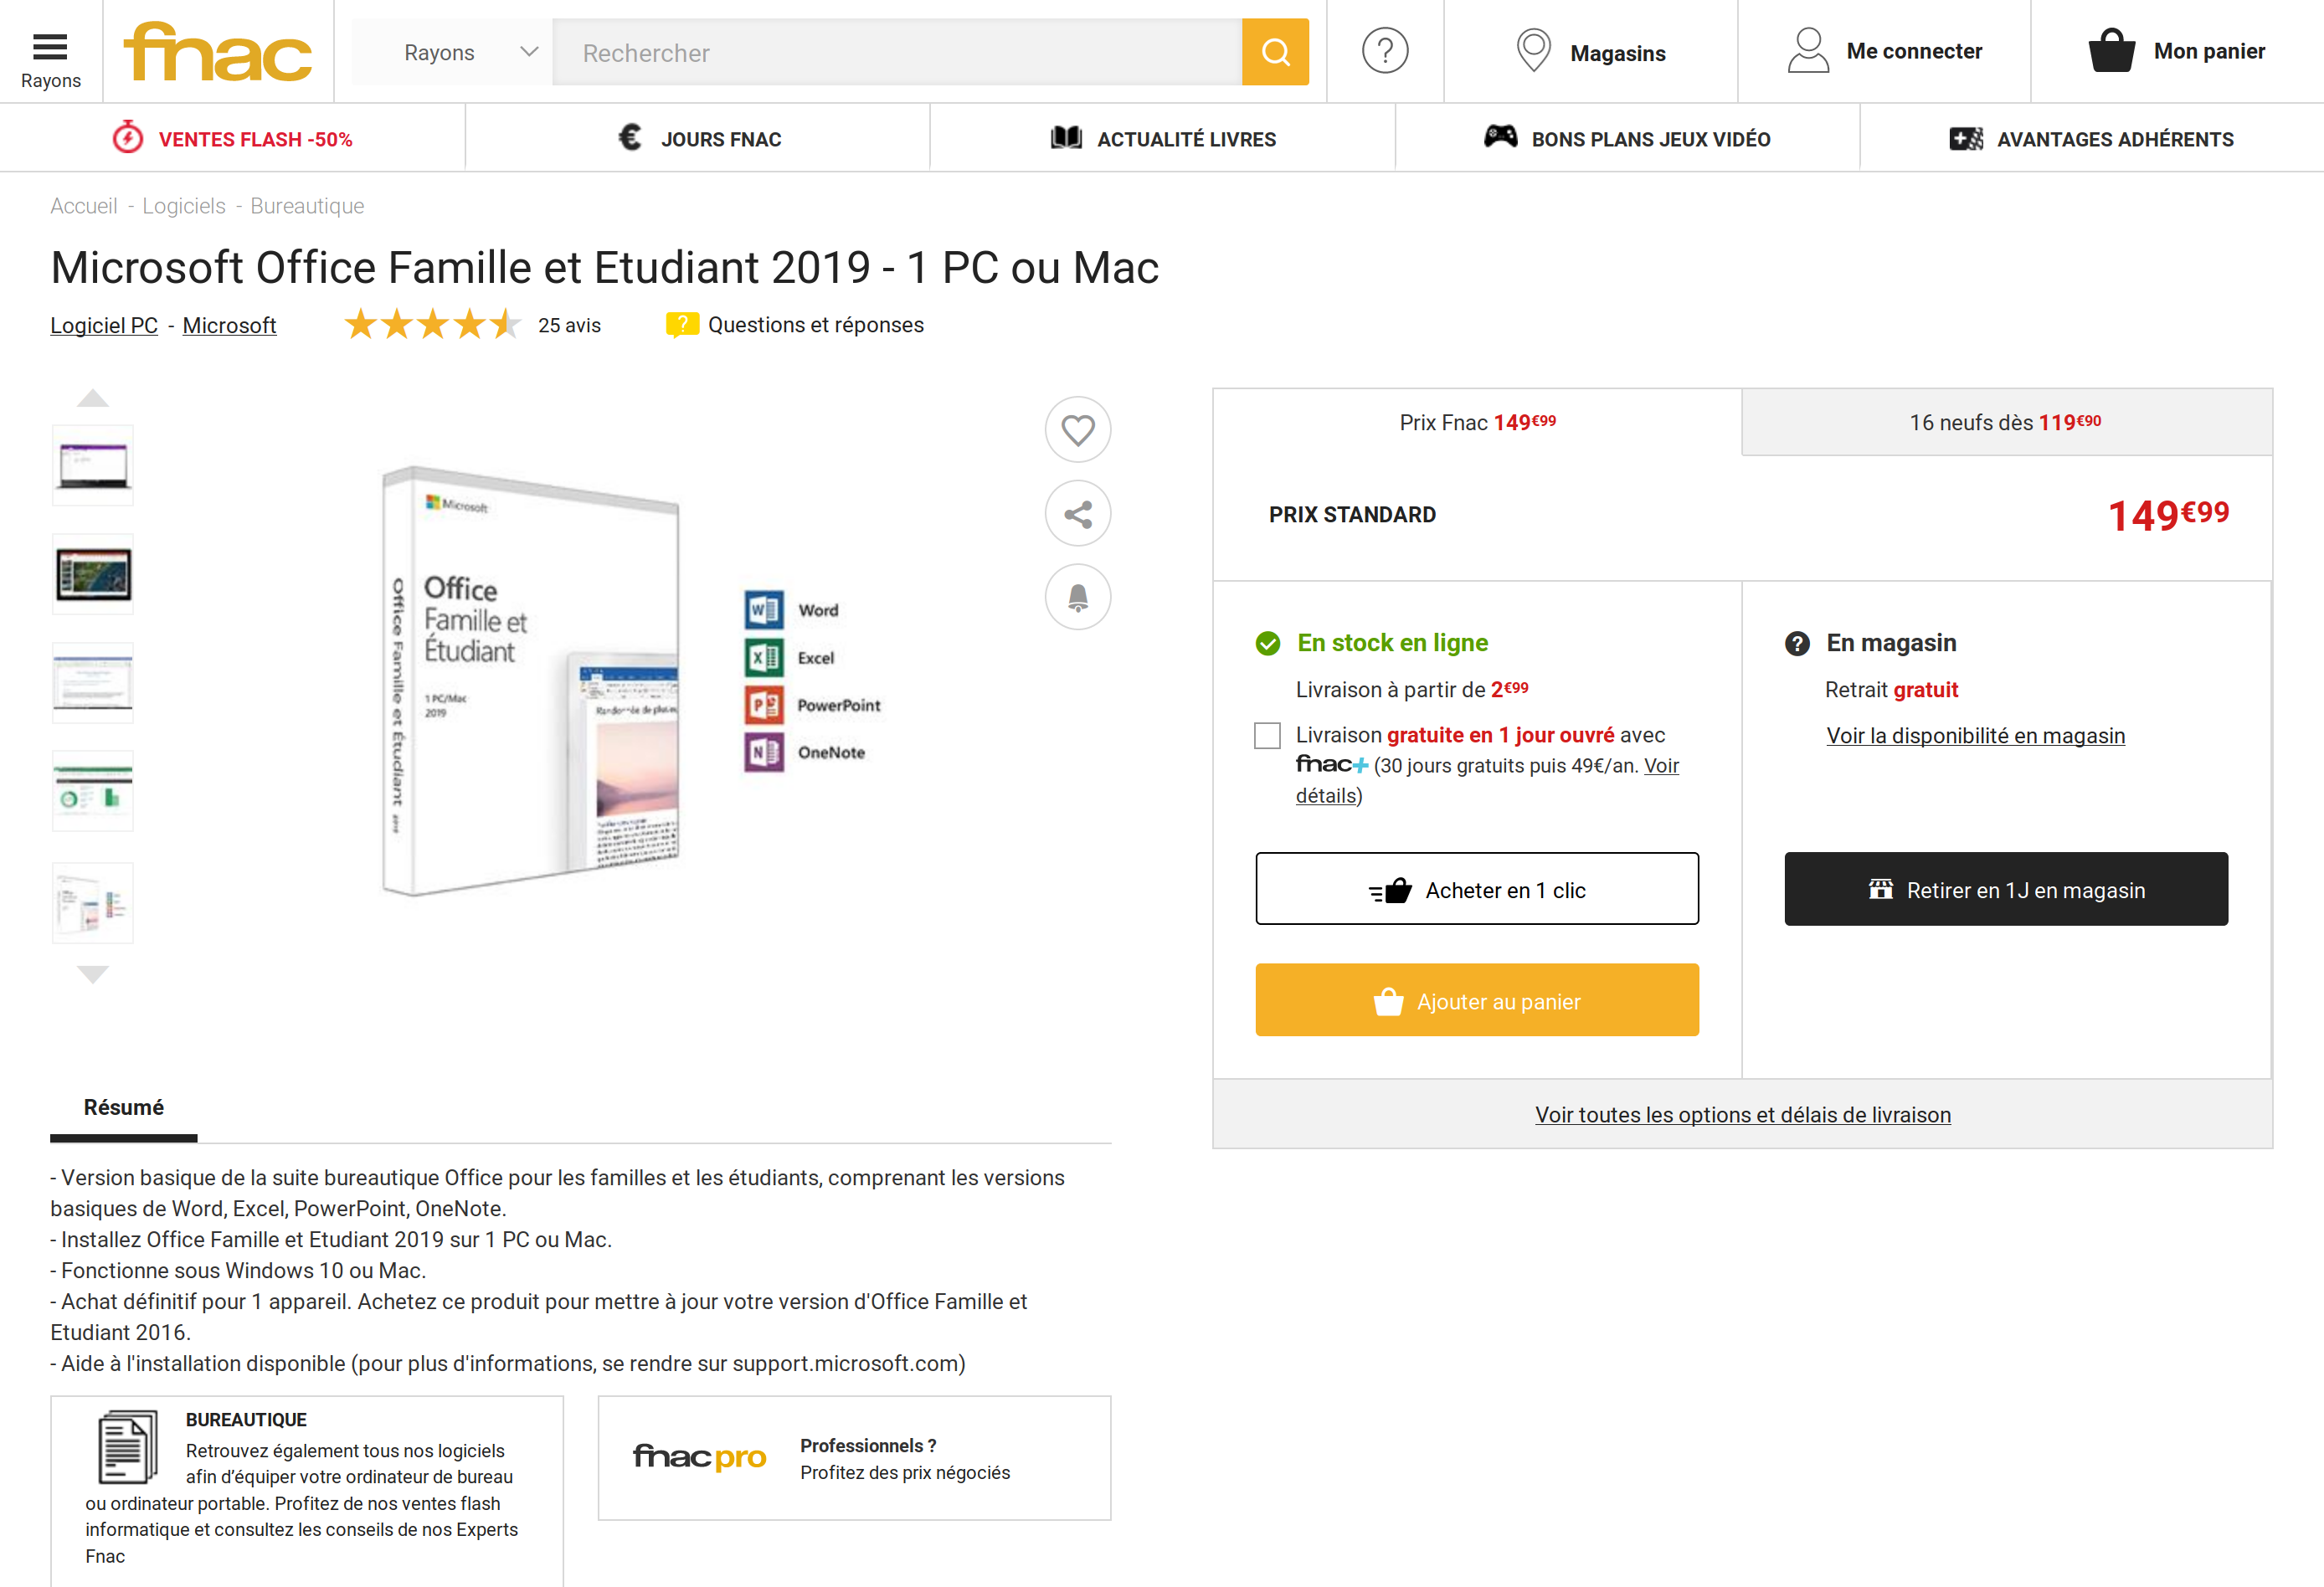 Rayons
fnac
Rayons
Rechercher
?
Magasins
Me connecter
Mon panier
VENTES FLASH -50%
€ JOURS FNAC
ACTUALITÉ LIVRES
BONS PLANS JEUX VIDÉO
AVANTAGES ADHÉRENTS
Accueil - Logiciels - Bureautique
Microsoft Office Famille et Etudiant 2019 - 1 PC ou Mac
Logiciel PC - Microsoft
25 avis
? Questions et réponses
Microsoft
Office
Famille et
Étudiant
1 PC/Mac
2019
Office Famille et Étudiant 2019
W Word
X Excel
P PowerPoint
N OneNote
Prix Fnac 149€99
16 neufs dès 119€90
PRIX STANDARD
149€99
En stock en ligne
Livraison à partir de 2€99
Livraison gratuite en 1 jour ouvré avec
fnac+ (30 jours gratuits puis 49€/an. Voir
détails)
Acheter en 1 clic
Ajouter au panier
? En magasin
Retrait gratuit
Voir la disponibilité en magasin
Retirer en 1J en magasin
Voir toutes les options et délais de livraison
Résumé
- Version basique de la suite bureautique Office pour les familles et les étudiants, comprenant les versions
basiques de Word, Excel, PowerPoint, OneNote.
- Installez Office Famille et Etudiant 2019 sur 1 PC ou Mac.
- Fonctionne sous Windows 10 ou Mac.
- Achat définitif pour 1 appareil. Achetez ce produit pour mettre à jour votre version d'Office Famille et
Etudiant 2016.
- Aide à l'installation disponible (pour plus d'informations, se rendre sur support.microsoft.com)
BUREAUTIQUE
Retrouvez également tous nos logiciels
afin d’équiper votre ordinateur de bureau
ou ordinateur portable. Profitez de nos ventes flash
informatique et consultez les conseils de nos Experts
Fnac
fnac pro
Professionnels ?
Profitez des prix négociés